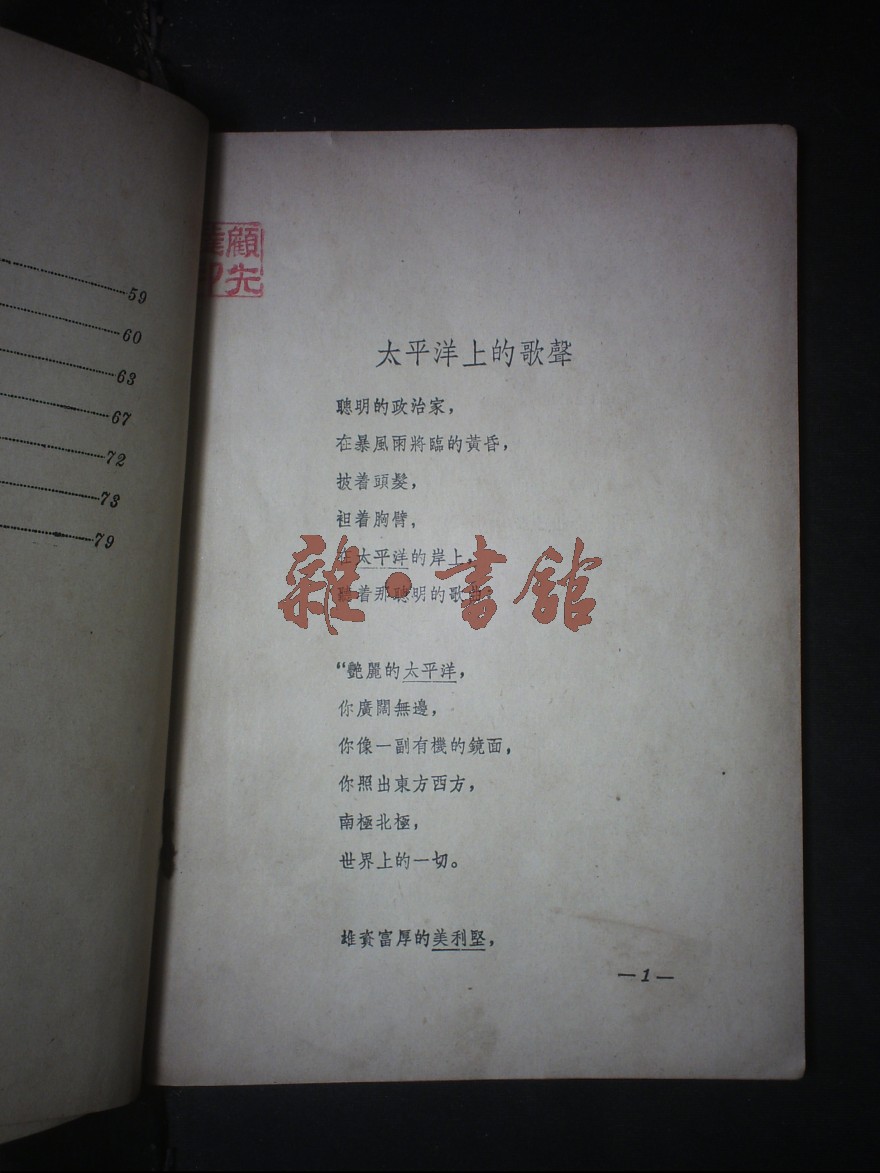 59
60
63
67
72
73
79
顧先
太平洋上的歌聲
聰明的政治家，
在暴風雨將臨的黃昏，
披着頭髮，
袒着胸臂，
在太平洋的岸上，
着那聰明的歌
雜·書館
“艷麗的太平洋，
你廣闊無邊，
你像一副有機的鏡面，
你照出東方西方，
南極北極，
世界上的一切。
雄資富厚的美利堅，
—1—